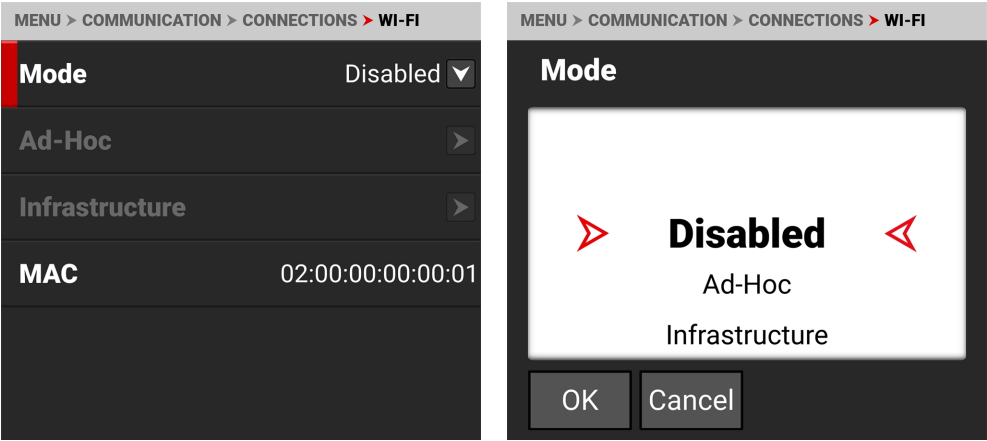 MENU > COMMUNICATION > CONNECTIONS > WI-FI
Mode Disabled
Ad-Hoc
Infrastructure
MAC 02:00:00:00:00:01
MENU > COMMUNICATION > CONNECTIONS > WI-FI
Mode
Disabled
Ad-Hoc
Infrastructure
OK Cancel